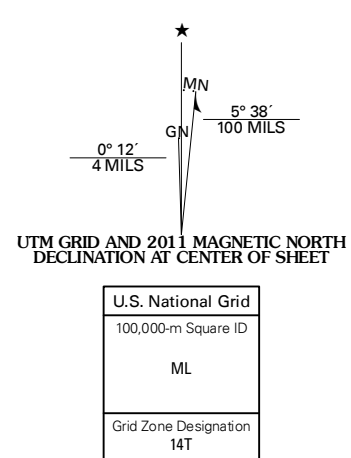 ★
MN
GN
5° 38´
100 MILS
0° 12´
4 MILS
UTM GRID AND 2011 MAGNETIC NORTH
DECLINATION AT CENTER OF SHEET
U.S. National Grid
100,000-m Square ID
ML
Grid Zone Designation
14T